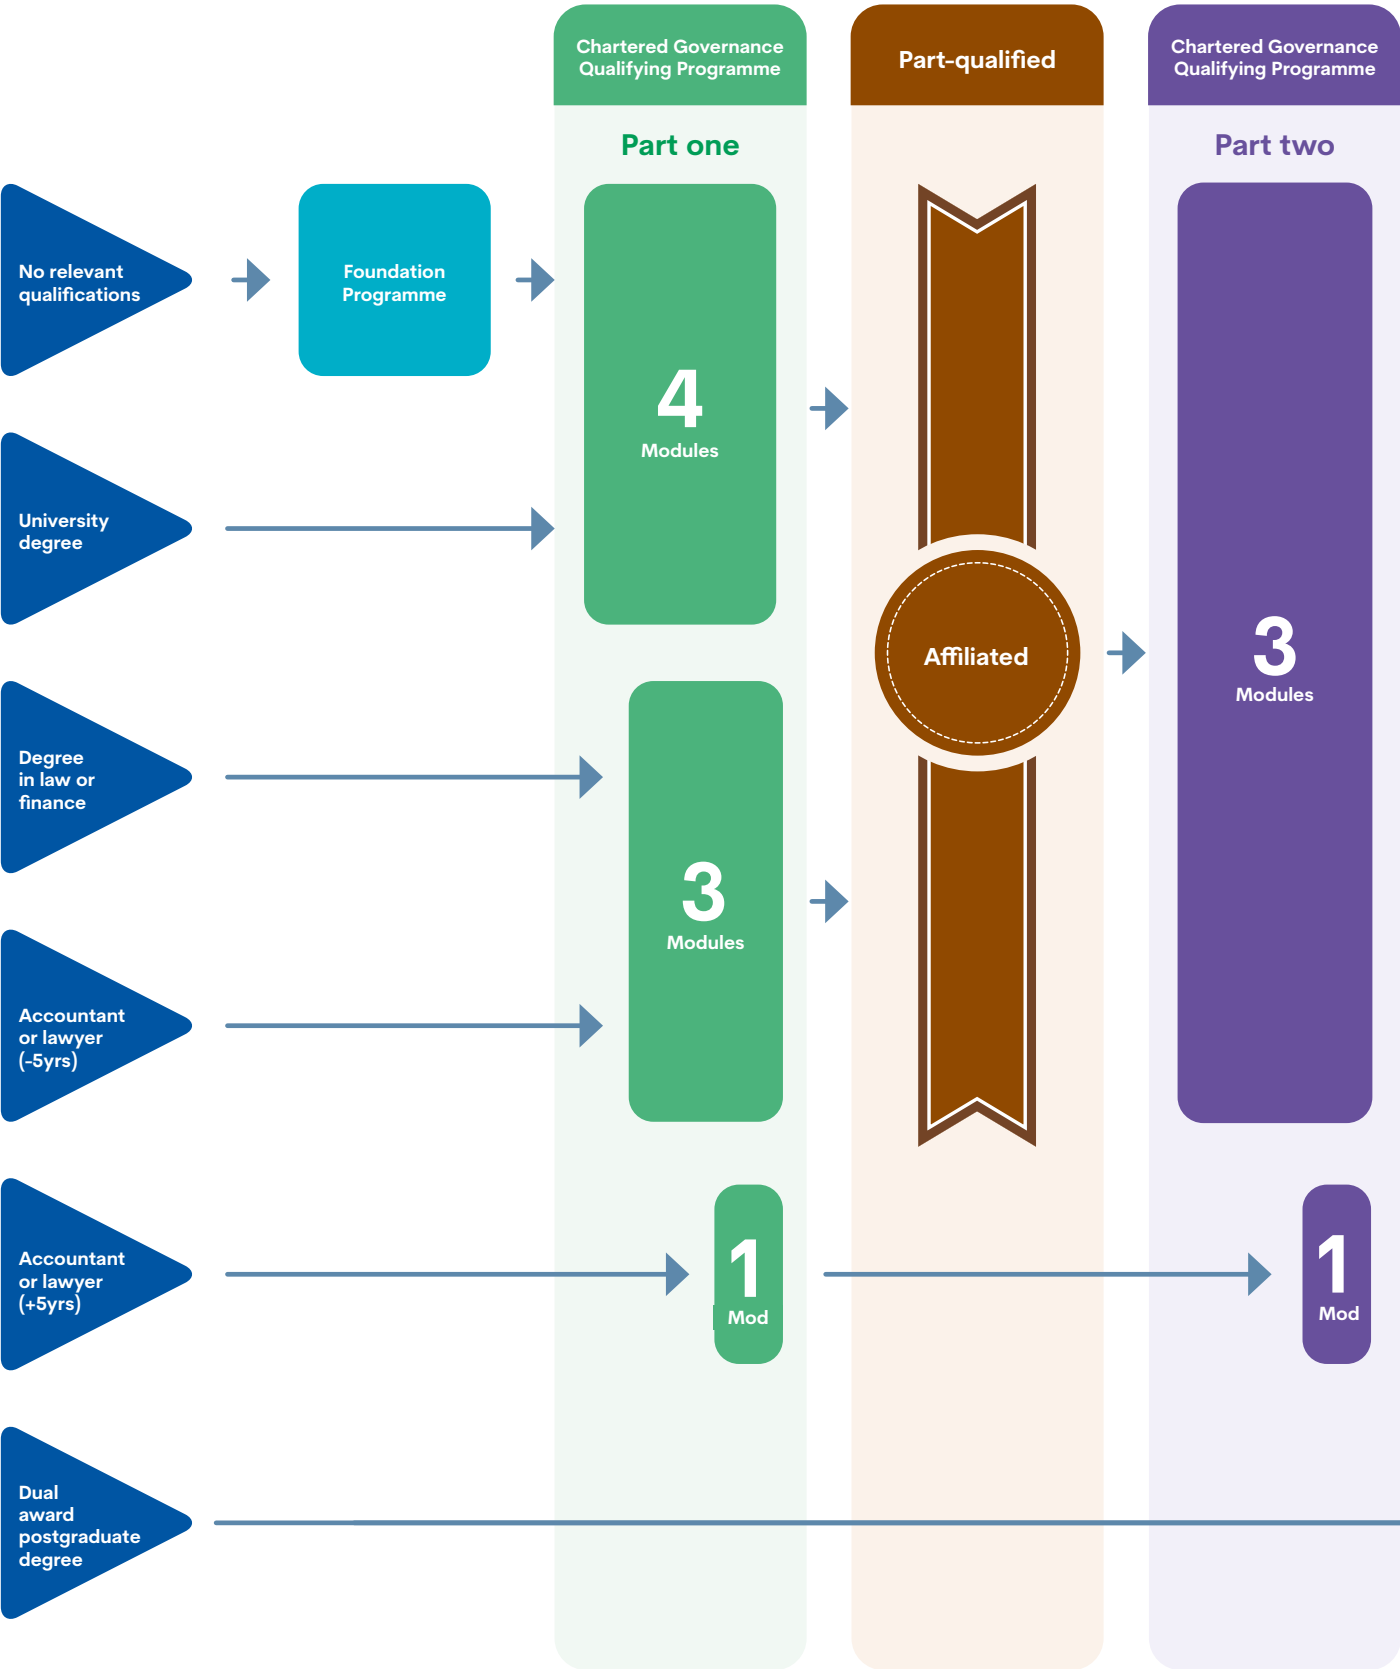 Chartered Governance
Qualifying Programme
Part-qualified
Chartered Governance
Qualifying Programme
Part one
Part two
No relevant
qualifications
Foundation
Programme
4
Modules
University
degree
Affiliated
3
Modules
Degree
in law or
finance
3
Modules
Accountant
or lawyer
(-5yrs)
Accountant
or lawyer
(+5yrs)
1
Mod
1
Mod
Dual
award
postgraduate
degree